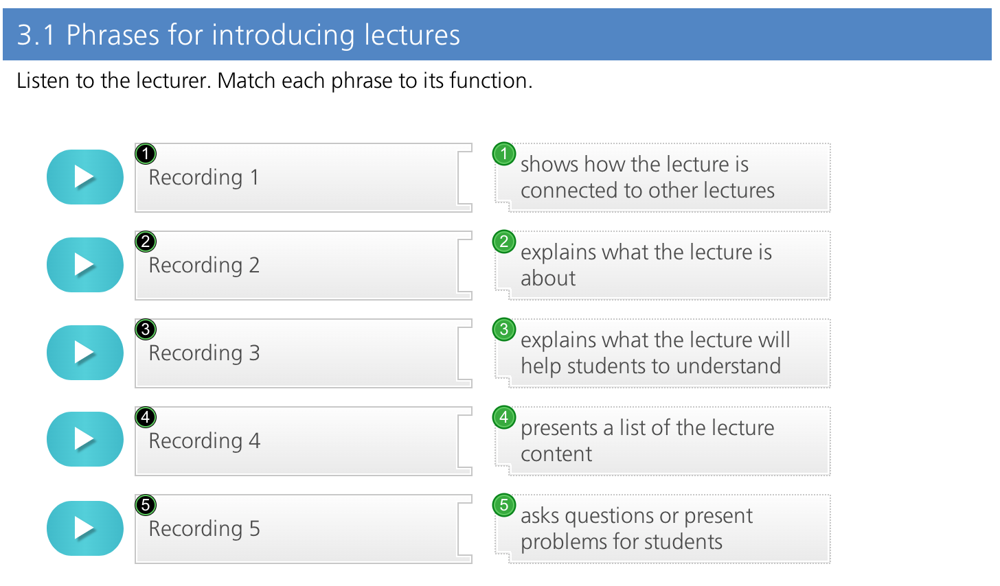 3.1 Phrases for introducing lectures
Listen to the lecturer. Match each phrase to its function.
1
Recording 1
1
shows how the lecture is
connected to other lectures
2
Recording 2
2
explains what the lecture is
about
3
Recording 3
3
explains what the lecture will
help students to understand
4
Recording 4
4
presents a list of the lecture
content
5
Recording 5
5
asks questions or present
problems for students